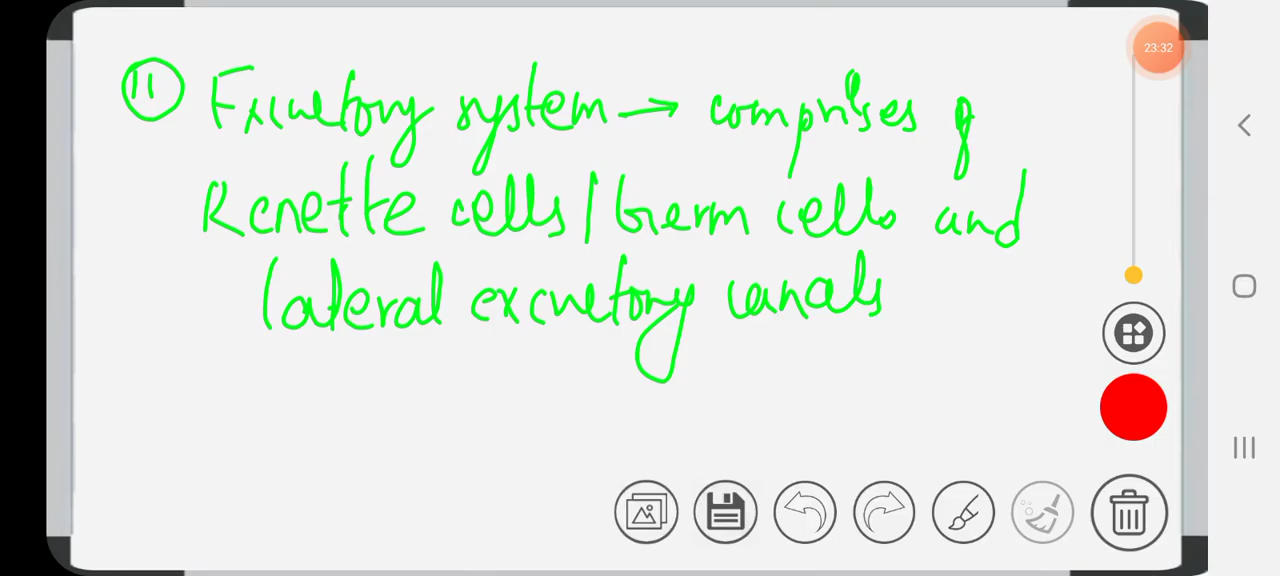 23:32
11 Excretory system → comprises of
Renette cells/Germ cells and
lateral excretory canals